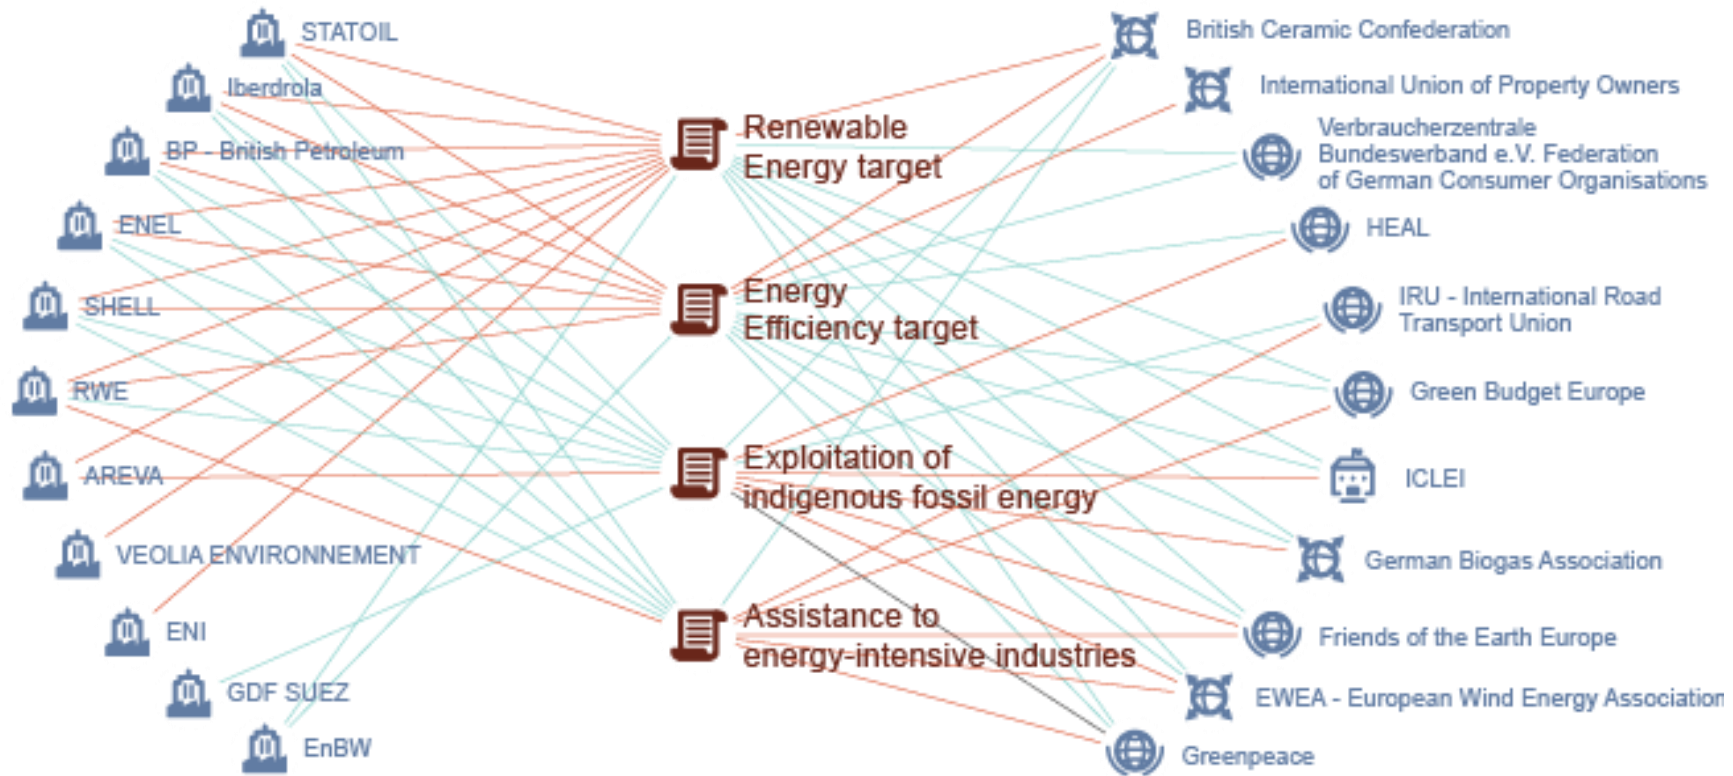 STATOIL
Iberdrola
BP - British Petroleum
ENEL
SHELL
RWE
AREVA
VEOLIA ENVIRONNEMENT
ENI
GDF SUEZ
EnBW
Renewable
Energy target
Energy
Efficiency target
Exploitation of
indigenous fossil energy
Assistance to
energy-intensive industries
British Ceramic Confederation
International Union of Property Owners
Verbraucherzentrale
Bundesverband e.V. Federation
of German Consumer Organisations
HEAL
IRU - International Road
Transport Union
Green Budget Europe
ICLEI
German Biogas Association
Friends of the Earth Europe
EWEA - European Wind Energy Association
Greenpeace